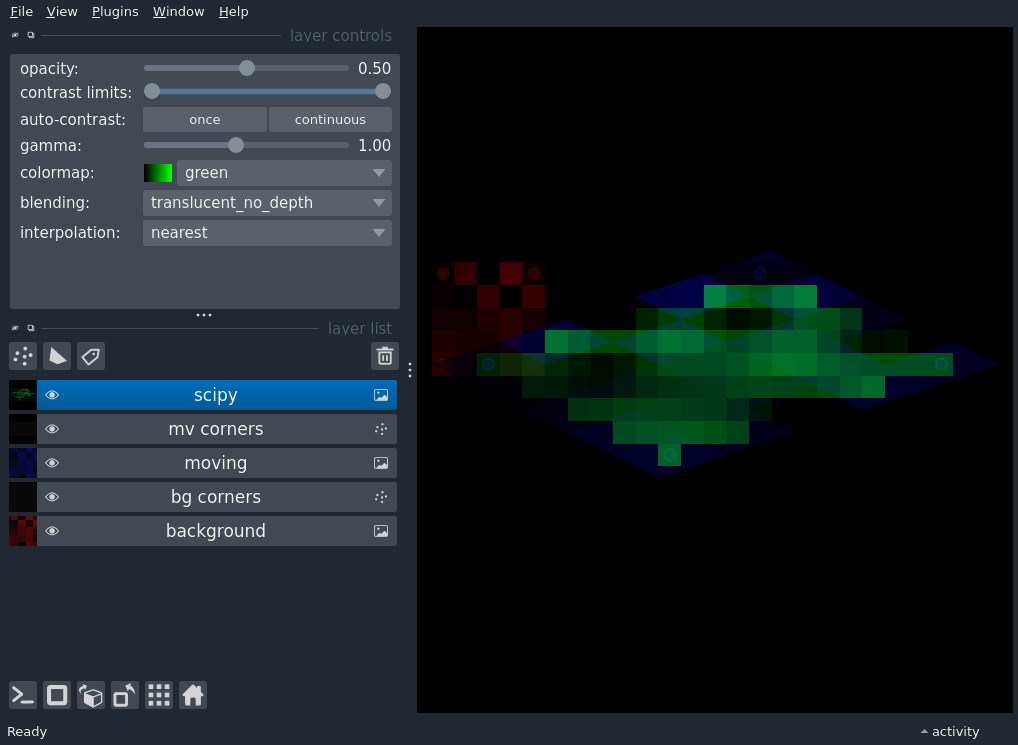 File View Plugins Window Help
layer controls
opacity: 0.50
contrast limits:
auto-contrast: once continuous
gamma: 1.00
colormap: green
blending: translucent_no_depth
interpolation: nearest
layer list
scipy
mv corners
moving
bg corners
background
Ready activity